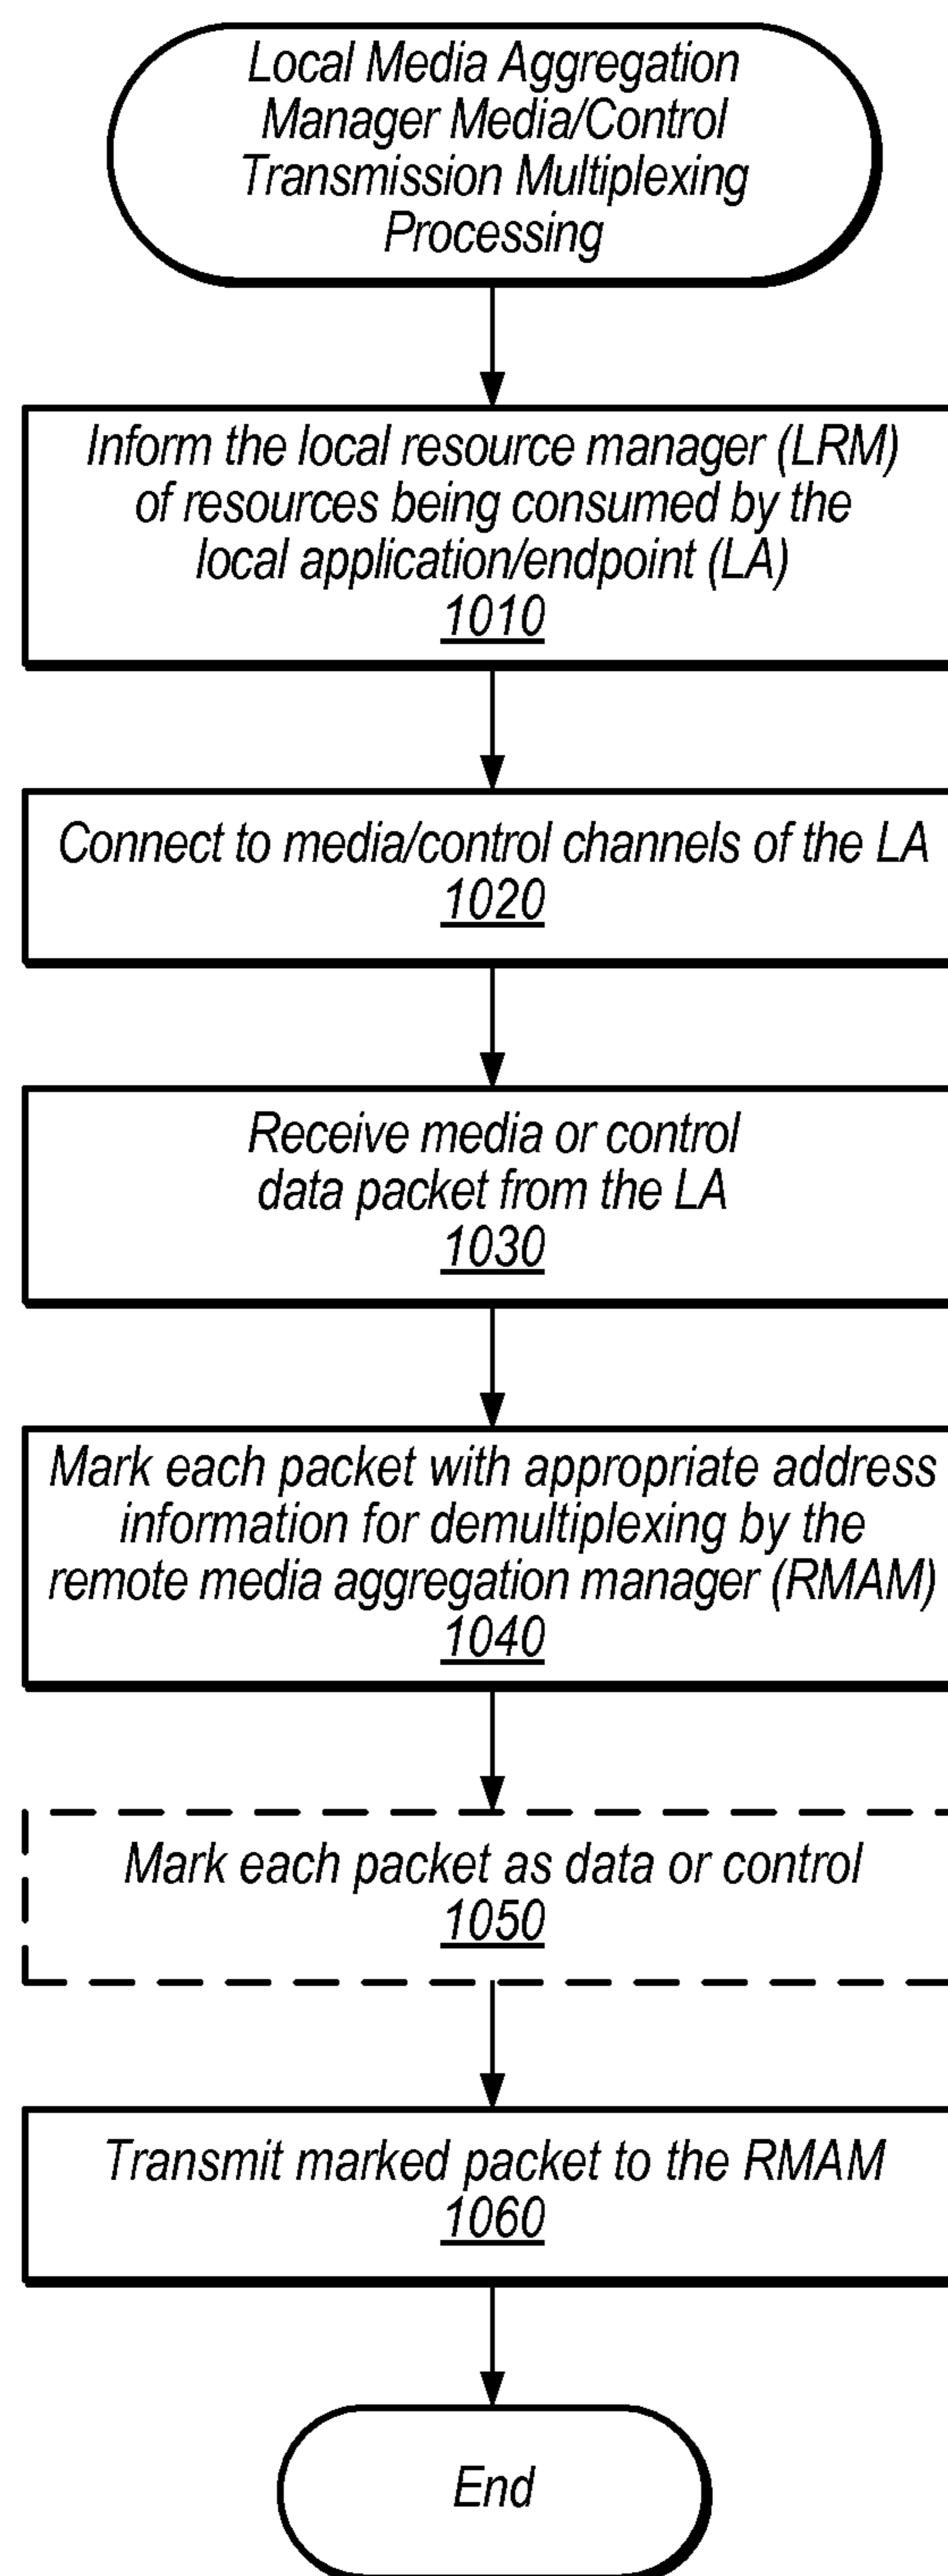 Local Media Aggregation
Manager Media/Control
Transmission Multiplexing
Processing
Inform the local resource manager (LRM)
of resources being consumed by the
local application/endpoint (LA)
1010
Connect to media/control channels of the LA
1020
Receive media or control
data packet from the LA
1030
Mark each packet with appropriate address
information for demultiplexing by the
remote media aggregation manager (RMAM)
1040
Mark each packet as data or control
1050
Transmit marked packet to the RMAM
1060
End